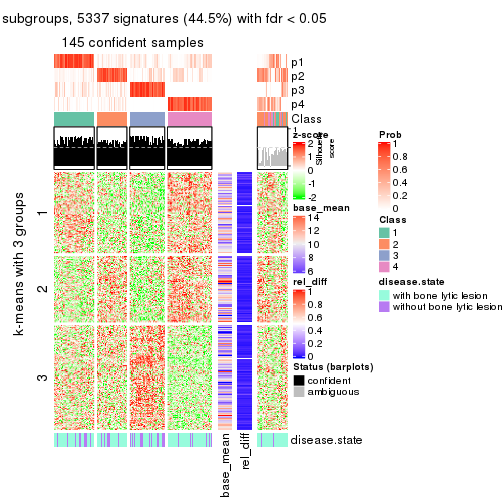 subgroups, 5337 signatures (44.5%) with fdr < 0.05
145 confident samples
p1
p2
p3
p4
Class
1
Silhouette
score
z-score
2
1
0
-1
-2
Prob
1
0.8
0.6
0.4
0.2
0
k-means with 3 groups
1
2
3
base_mean
14
12
10
8
6
Class
1
2
3
4
rel_diff
1
0.8
0.6
0.4
0.2
0
disease.state
with bone lytic lesion
without bone lytic lesion
Status (barplots)
confident
ambiguous
disease.state
base_mean
rel_diff